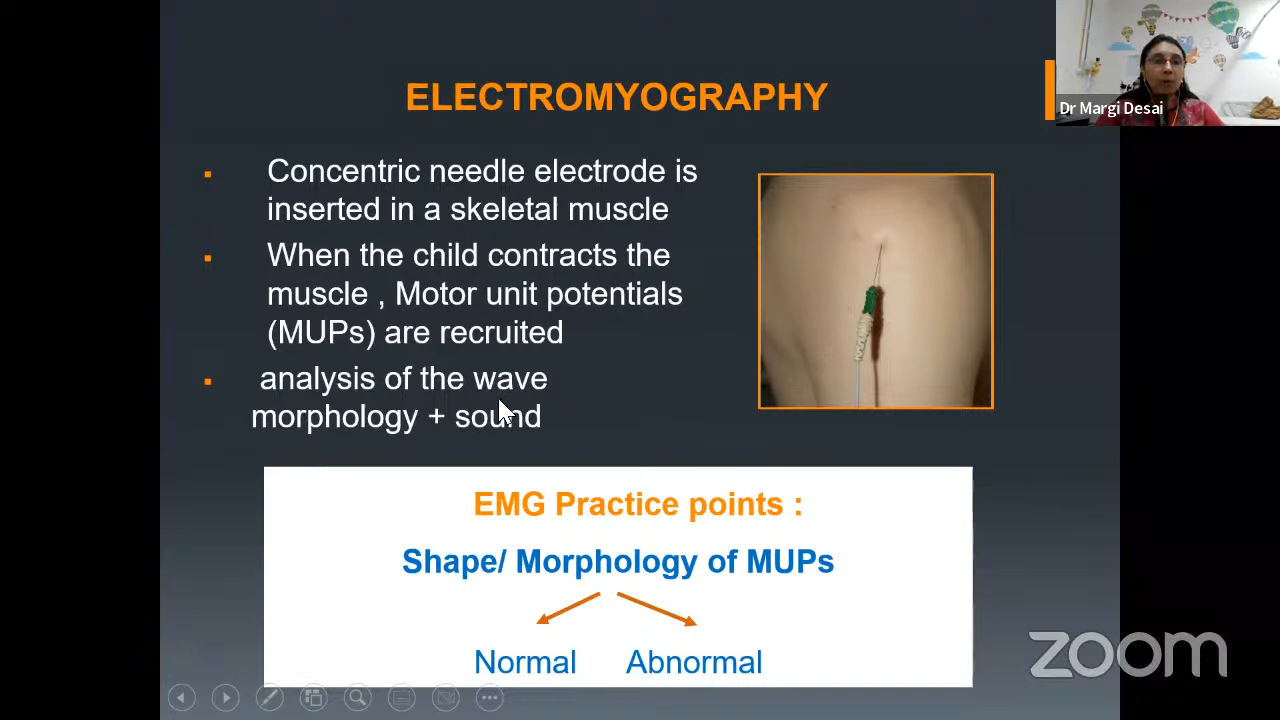 ELECTROMYOGRAPHY
Dr Margi Desai
Concentric needle electrode is
inserted in a skeletal muscle
When the child contracts the
muscle , Motor unit potentials
(MUPs) are recruited
analysis of the wave
morphology + sound
EMG Practice points :
Shape/ Morphology of MUPs
Normal Abnormal
zoom